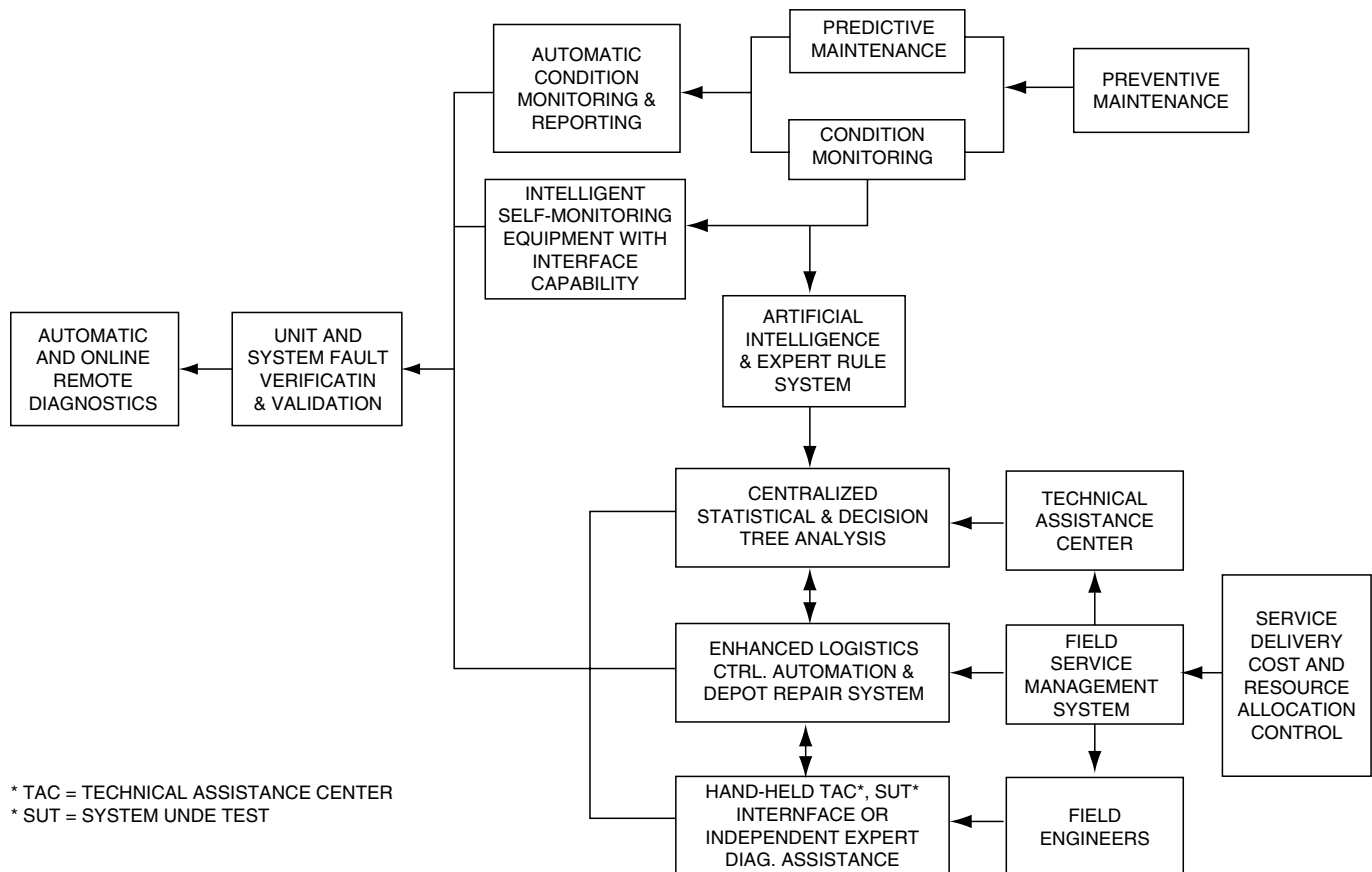 AUTOMATIC
CONDITION
MONITORING &
REPORTING
PREDICTIVE
MAINTENANCE
PREVENTIVE
MAINTENANCE
CONDITION
MONITORING
INTELLIGENT
SELF-MONITORING
EQUIPMENT WITH
INTERFACE
CAPABILITY
AUTOMATIC
AND ONLINE
REMOTE
DIAGNOSTICS
UNIT AND
SYSTEM FAULT
VERIFICATIN
& VALIDATION
ARTIFICIAL
INTELLIGENCE
& EXPERT RULE
SYSTEM
CENTRALIZED
STATISTICAL & DECISION
TREE ANALYSIS
TECHNICAL
ASSISTANCE
CENTER
ENHANCED LOGISTICS
CTRL. AUTOMATION &
DEPOT REPAIR SYSTEM
FIELD
SERVICE
MANAGEMENT
SYSTEM
SERVICE
DELIVERY
COST AND
RESOURCE
ALLOCATION
CONTROL
HAND-HELD TAC*, SUT*
INTERNFACE OR
INDEPENDENT EXPERT
DIAG. ASSISTANCE
FIELD
ENGINEERS
* TAC = TECHNICAL ASSISTANCE CENTER
* SUT = SYSTEM UNDE TEST